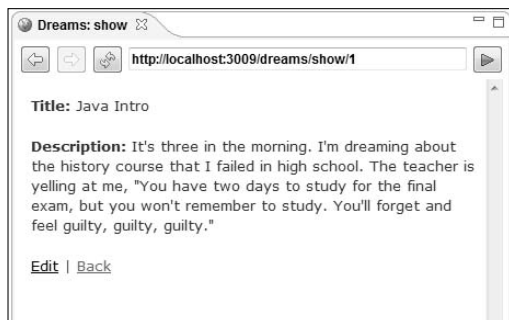 Dreams: show
http://localhost:3009/dreams/show/1
Title: Java Intro
Description: It's three in the morning. I'm dreaming about
the history course that I failed in high school. The teacher is
yelling at me, "You have two days to study for the final
exam, but you won't remember to study. You'll forget and
feel guilty, guilty, guilty."
Edit | Back